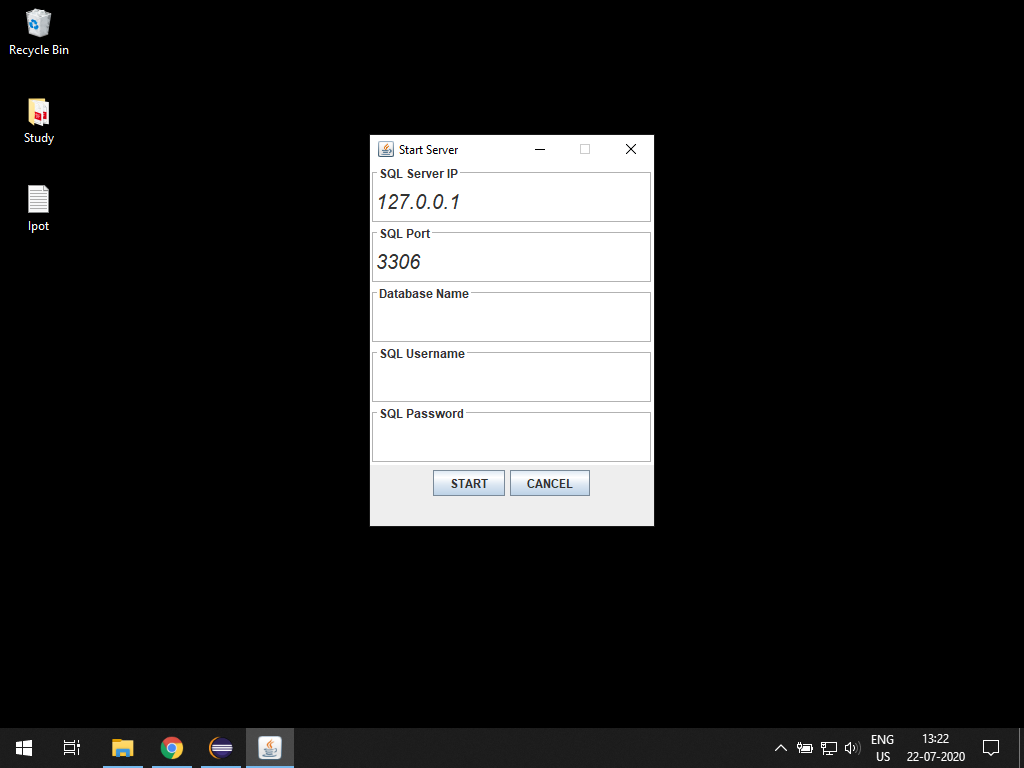 Recycle Bin
Study
Ipot
Start Server
SQL Server IP
127.0.0.1
SQL Port
3306
Database Name
SQL Username
SQL Password
START CANCEL
ENG
US
13:22
22-07-2020